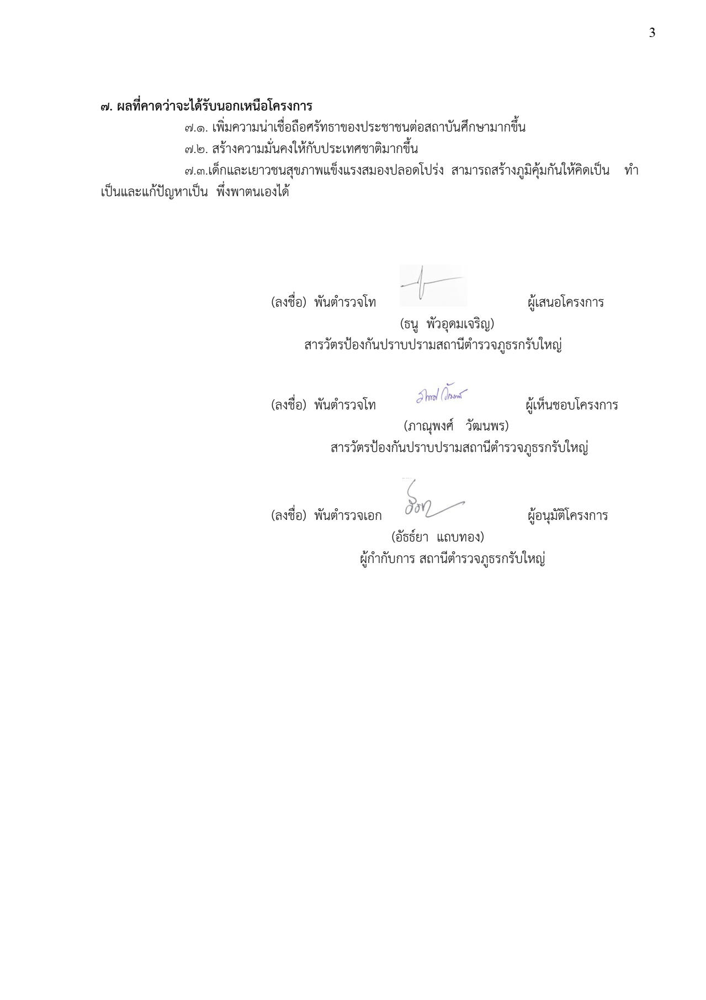 3
๗. ผลที่คาดว่าจะได้รับนอกเหนือโครงการ
๗.๑. เพิ่มความน่าเชื่อถือศรัทธาของประชาชนต่อสถาบันศึกษามากขึ้น
๗.๒. สร้างความมั่นคงให้กับประเทศชาติมากขึ้น
๗.๓.เด็กและเยาวชนสุขภาพแข็งแรงสมองปลอดโปร่ง สามารถสร้างภูมิคุ้มกันให้คิดเป็น ทำ
เป็นและแก้ปัญหาเป็น พึ่งพาตนเองได้
(ลงชื่อ) พันตำรวจโท ผู้เสนอโครงการ
(ธนู พัวอุดมเจริญ)
สารวัตรป้องกันปราบปรามสถานีตำรวจภูธรกรับใหญ่
(ลงชื่อ) พันตำรวจโท ผู้เห็นชอบโครงการ
(ภาณุพงศ์ วัฒนพร)
สารวัตรป้องกันปราบปรามสถานีตำรวจภูธรกรับใหญ่
(ลงชื่อ) พันตำรวจเอก ผู้อนุมัติโครงการ
(อัธธ์ยา แถบทอง)
ผู้กำกับการ สถานีตำรวจภูธรกรับใหญ่